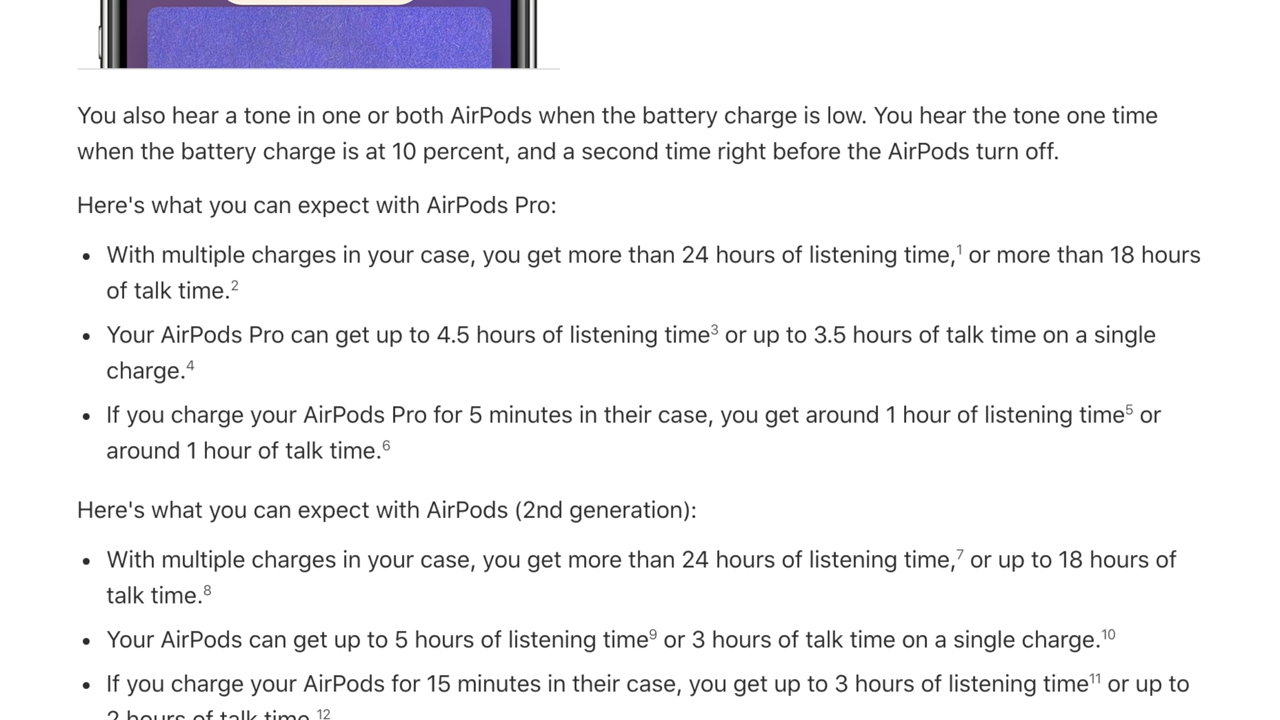 You also hear a tone in one or both AirPods when the battery charge is low. You hear the tone one time
when the battery charge is at 10 percent, and a second time right before the AirPods turn off.
Here's what you can expect with AirPods Pro:
• With multiple charges in your case, you get more than 24 hours of listening time,¹ or more than 18 hours
of talk time.²
• Your AirPods Pro can get up to 4.5 hours of listening time³ or up to 3.5 hours of talk time on a single
charge.⁴
• If you charge your AirPods Pro for 5 minutes in their case, you get around 1 hour of listening time⁵ or
around 1 hour of talk time.⁶
Here's what you can expect with AirPods (2nd generation):
• With multiple charges in your case, you get more than 24 hours of listening time,⁷ or up to 18 hours of
talk time.⁸
• Your AirPods can get up to 5 hours of listening time⁹ or 3 hours of talk time on a single charge.¹⁰
• If you charge your AirPods for 15 minutes in their case, you get up to 3 hours of listening time¹¹ or up to
2 hours of talk time.¹²